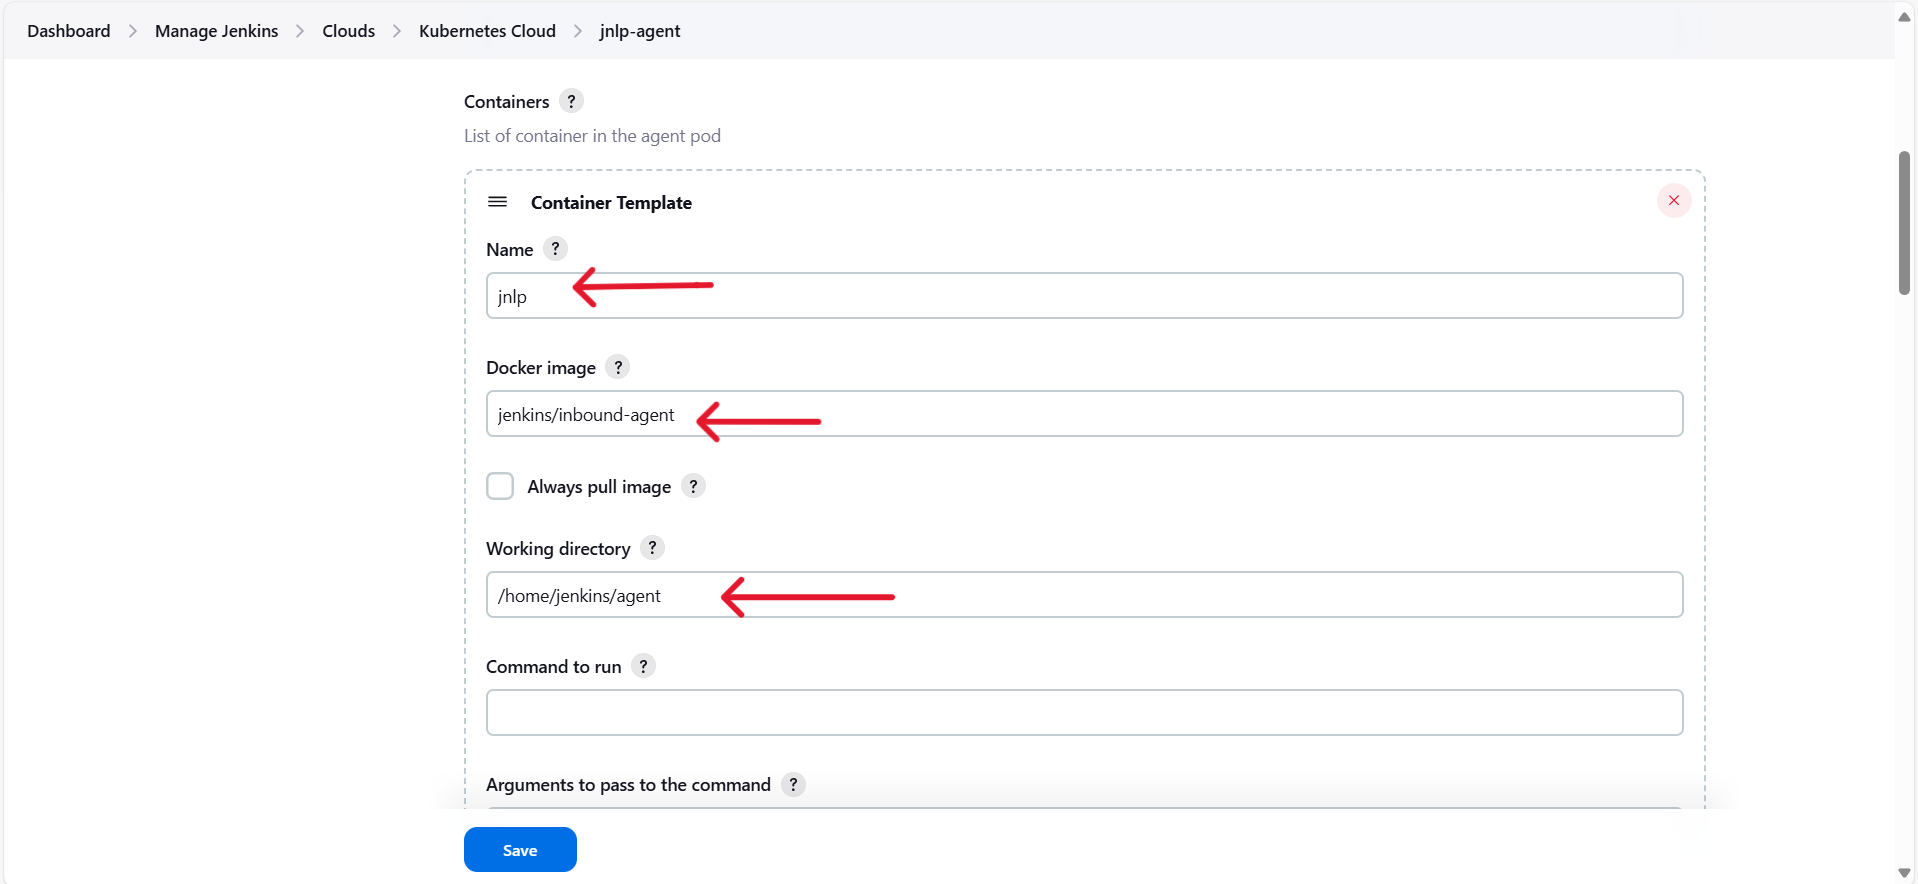 Dashboard > Manage Jenkins > Clouds > Kubernetes Cloud > jnlp-agent
Containers ?
List of container in the agent pod
Container Template
Name ?
jnlp
Docker image ?
jenkins/inbound-agent
Always pull image ?
Working directory ?
/home/jenkins/agent
Command to run ?
Arguments to pass to the command ?
Save